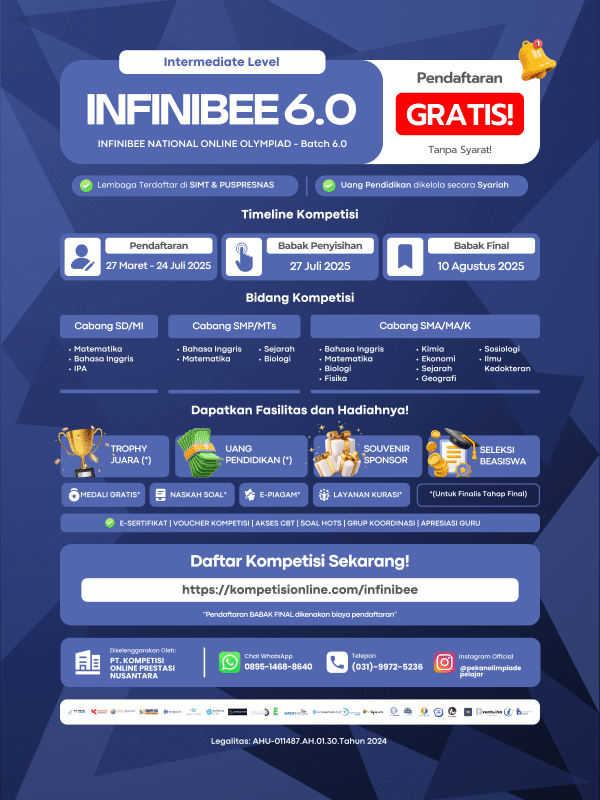 Intermediate Level
INFINIBEE 6.0
INFINIBEE NATIONAL ONLINE OLYMPIAD - Batch 6.0
Pendaftaran
GRATIS!
Tanpa Syarat!
1
Lembaga Terdaftar di SIMT & PUSPRESNAS
Uang Pendidikan dikelola secara Syariah
Timeline Kompetisi
Pendaftaran
27 Maret - 24 Juli 2025
Babak Penyisihan
27 Juli 2025
Babak Final
10 Agustus 2025
Bidang Kompetisi
Cabang SD/MI
• Matematika
• Bahasa Inggris
• IPA
Cabang SMP/MTs
• Bahasa Inggris
• Matematika
• Sejarah
• Biologi
Cabang SMA/MA/K
• Bahasa Inggris
• Matematika
• Biologi
• Fisika
• Kimia
• Ekonomi
• Sejarah
• Geografi
• Sosiologi
• Ilmu
Kedokteran
Dapatkan Fasilitas dan Hadiahnya!
TROPHY
JUARA (*)
UANG
PENDIDIKAN (*)
SOUVENIR
SPONSOR
SELEKSI
BEASISWA
MEDALI GRATIS*
NASKAH SOAL*
E-PIAGAM*
LAYANAN KURASI*
*(Untuk Finalis Tahap Final)
E-SERTIFIKAT | VOUCHER KOMPETISI | AKSES CBT | SOAL HOTS | GRUP KOORDINASI | APRESIASI GURU
Daftar Kompetisi Sekarang!
https://kompetisionline.com/infinibee
"Pendaftaran BABAK FINAL dikenakan biaya pendaftaran"
Diselenggarakan Oleh:
PT. KOMPETISI
ONLINE PRESTASI
NUSANTARA
Chat WhatsApp
0895-1468-8640
Telepon
(031)-9972-5236
Instagram Official
@pekanolimpiade
pelajar
Legalitas: AHU-011487.AH.01.30.Tahun 2024